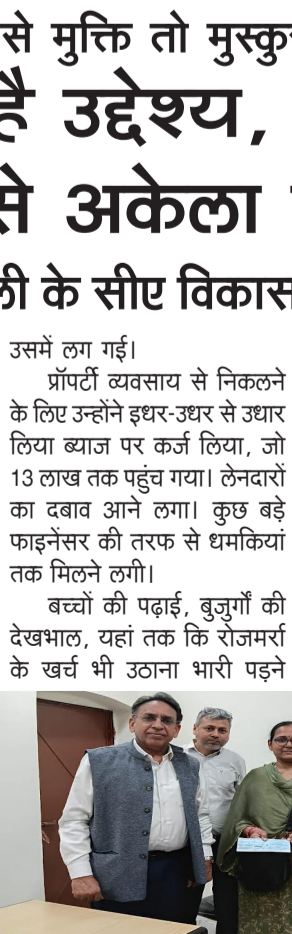 से मुक्ति तो मुस्कु
है उद्देश्य,
से अकेला
ली के सीए विकास
उसमें लग गई।
प्रॉपर्टी व्यवसाय से निकलने
के लिए उन्होंने इधर-उधर से उधार
लिया ब्याज पर कर्ज लिया, जो
13 लाख तक पहुंच गया। लेनदारों
का दबाव आने लगा। कुछ बड़े
फाइनेंसर की तरफ से धमकियां
तक मिलने लगी।
बच्चों की पढ़ाई, बुजुर्गों की
देखभाल, यहां तक कि रोजमर्रा
के खर्च भी उठाना भारी पड़ने